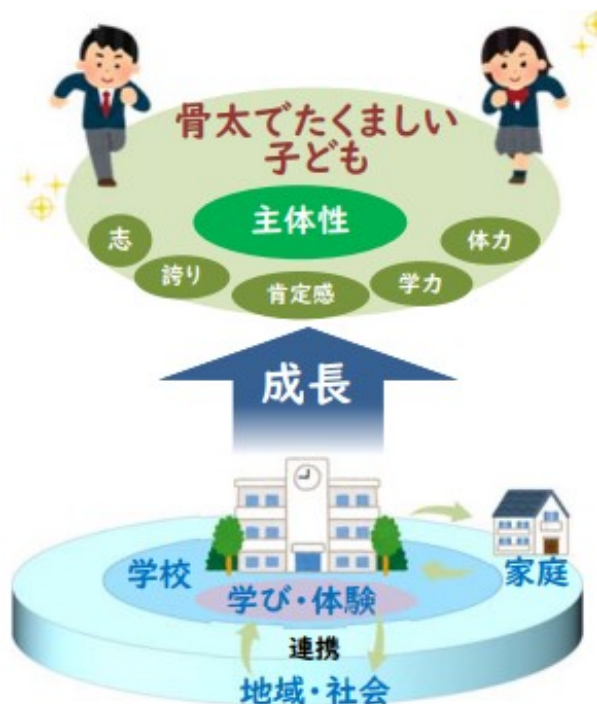 骨太でたくましい
子ども
主体性
志
誇り
肯定感
学力
体力
成長
学校
学び・体験
家庭
連携
地域・社会